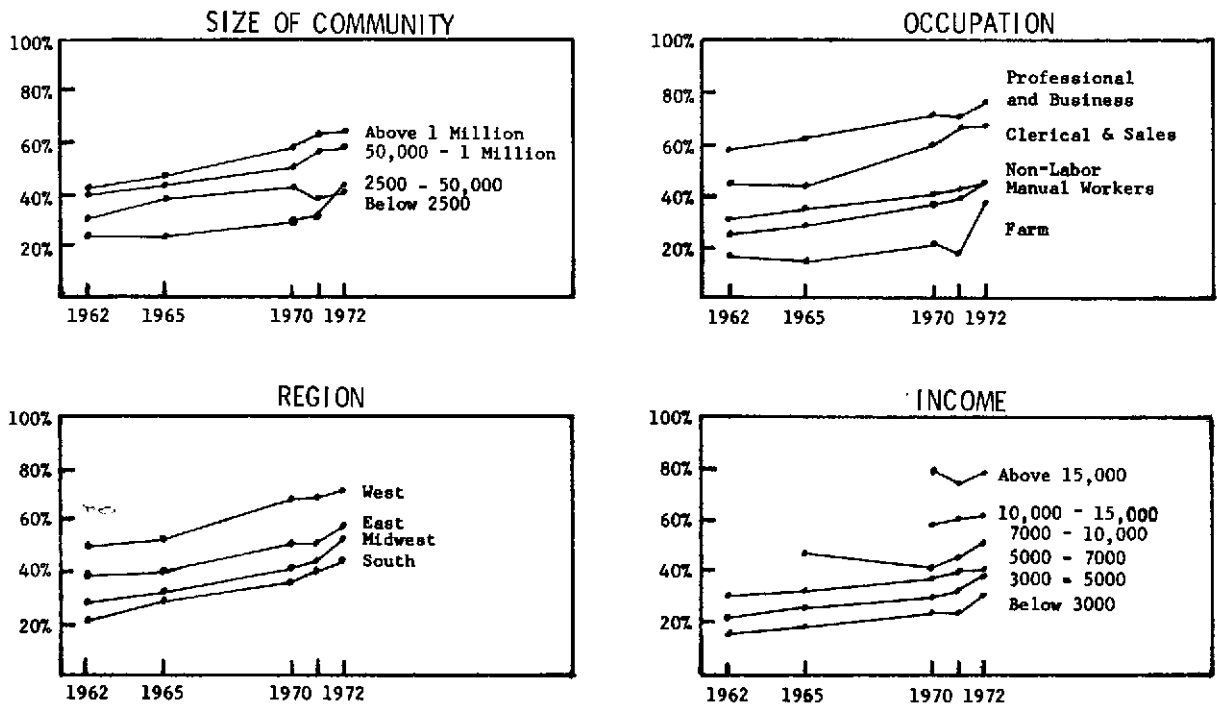 SIZE OF COMMUNITY
100%
80%
60%
40%
20%
Above 1 Million
50,000 - 1 Million
2500 - 50,000
Below 2500
1962 1965 1970 1972
OCCUPATION
100%
80%
60%
40%
20%
Professional
and Business
Clerical & Sales
Non-Labor
Manual Workers
Farm
1962 1965 1970 1972
REGION
100%
80%
60%
40%
20%
West
East
Midwest
South
1962 1965 1970 1972
INCOME
100%
80%
60%
40%
20%
Above 15,000
10,000 - 15,000
7000 - 10,000
5000 - 7000
3000 - 5000
Below 3000
1962 1965 1970 1972